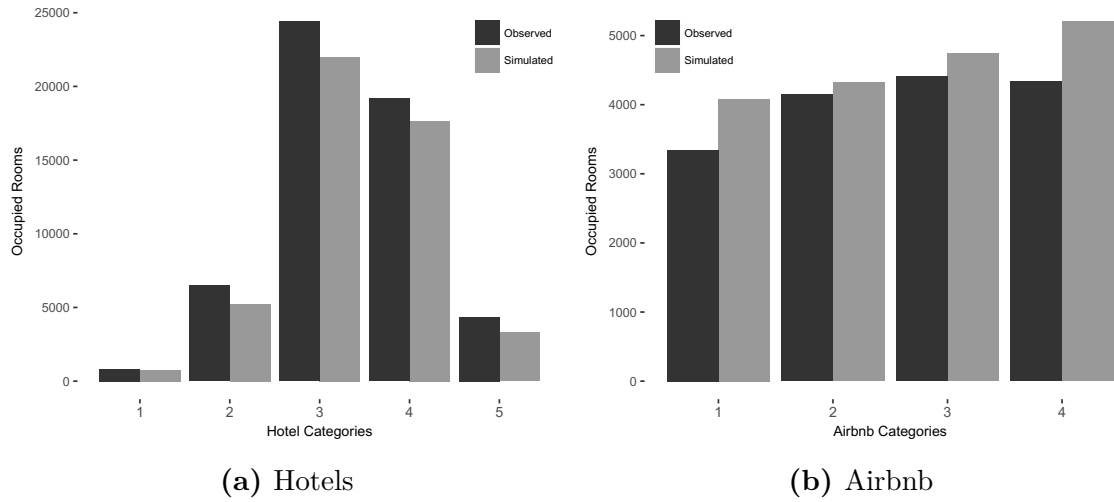 25000
20000
15000
10000
5000
0
Occupied Rooms
Observed
Simulated
1 2 3 4 5
Hotel Categories
(a) Hotels
5000
4000
3000
2000
1000
0
Occupied Rooms
Observed
Simulated
1 2 3 4
Airbnb Categories
(b) Airbnb